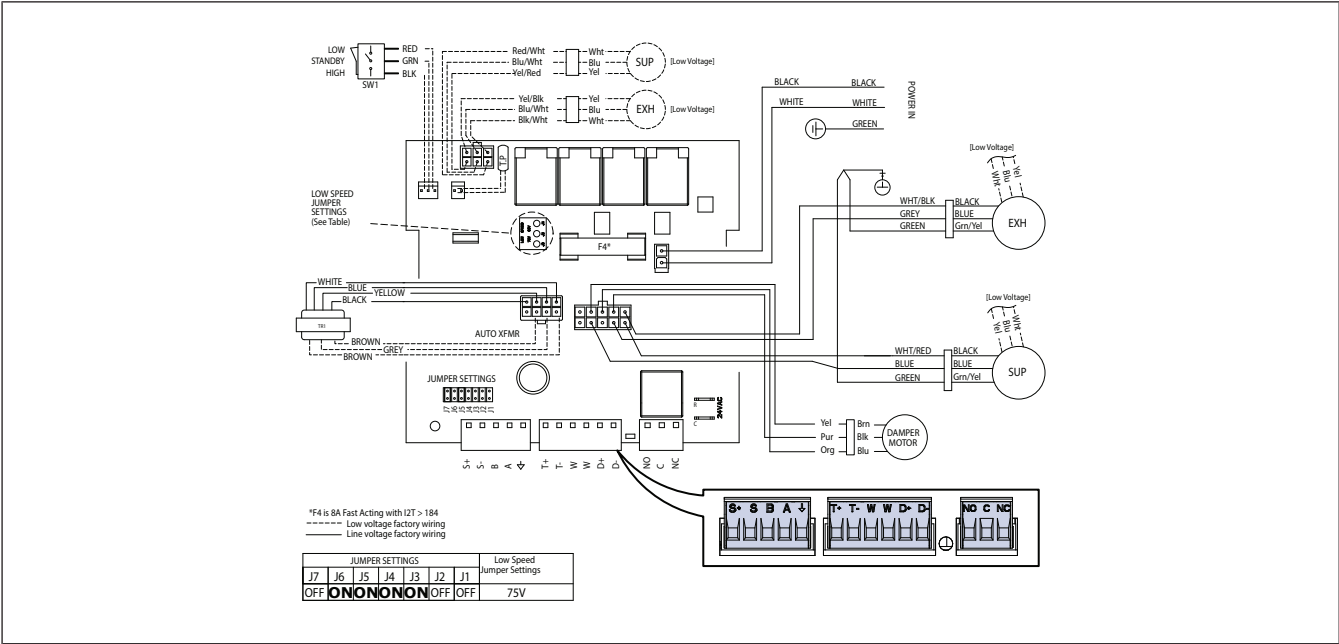 LOW
STANDBY
HIGH
SW1
RED
GRN
BLK
Red/Wht
Blu/Wht
Yel/Red
Wht
Blu
Yel
SUP
[Low Voltage]
Yel/Blk
Blu/Wht
Blk/Wht
Yel
Blu
Wht
EXH
[Low Voltage]
BLACK
BLACK
WHITE
WHITE
GREEN
POWER IN
T.P
LOW SPEED
JUMPER
SETTINGS
(See Table)
F4*
[Low Voltage]
Wht
Blu
Yel
WHT/BLK
BLACK
GREY
BLUE
GREEN
Grn/Yel
EXH
WHITE
BLUE
YELLOW
BLACK
TR1
AUTO XFMR
BROWN
GREY
BROWN
[Low Voltage]
Yel
Blu
Wht
WHT/RED
BLACK
BLUE
BLUE
GREEN
Grn/Yel
SUP
JUMPER SETTINGS
J7 J6 J5 J4 J3 J2 J1
R
C
24VAC
Yel
Brn
Pur
Blk
Org
Blu
DAMPER
MOTOR
S+ S- B A
T+ T- W W D+ D-
NO C NC
S+ S B A
T+ T- W W D+ D-
NO C NC
*F4 is 8A Fast Acting with I2T > 184
Low voltage factory wiring
Line voltage factory wiring
JUMPER SETTINGS
Low Speed
Jumper Settings
J7 J6 J5 J4 J3 J2 J1
OFF ON ON ON ON OFF OFF 75V